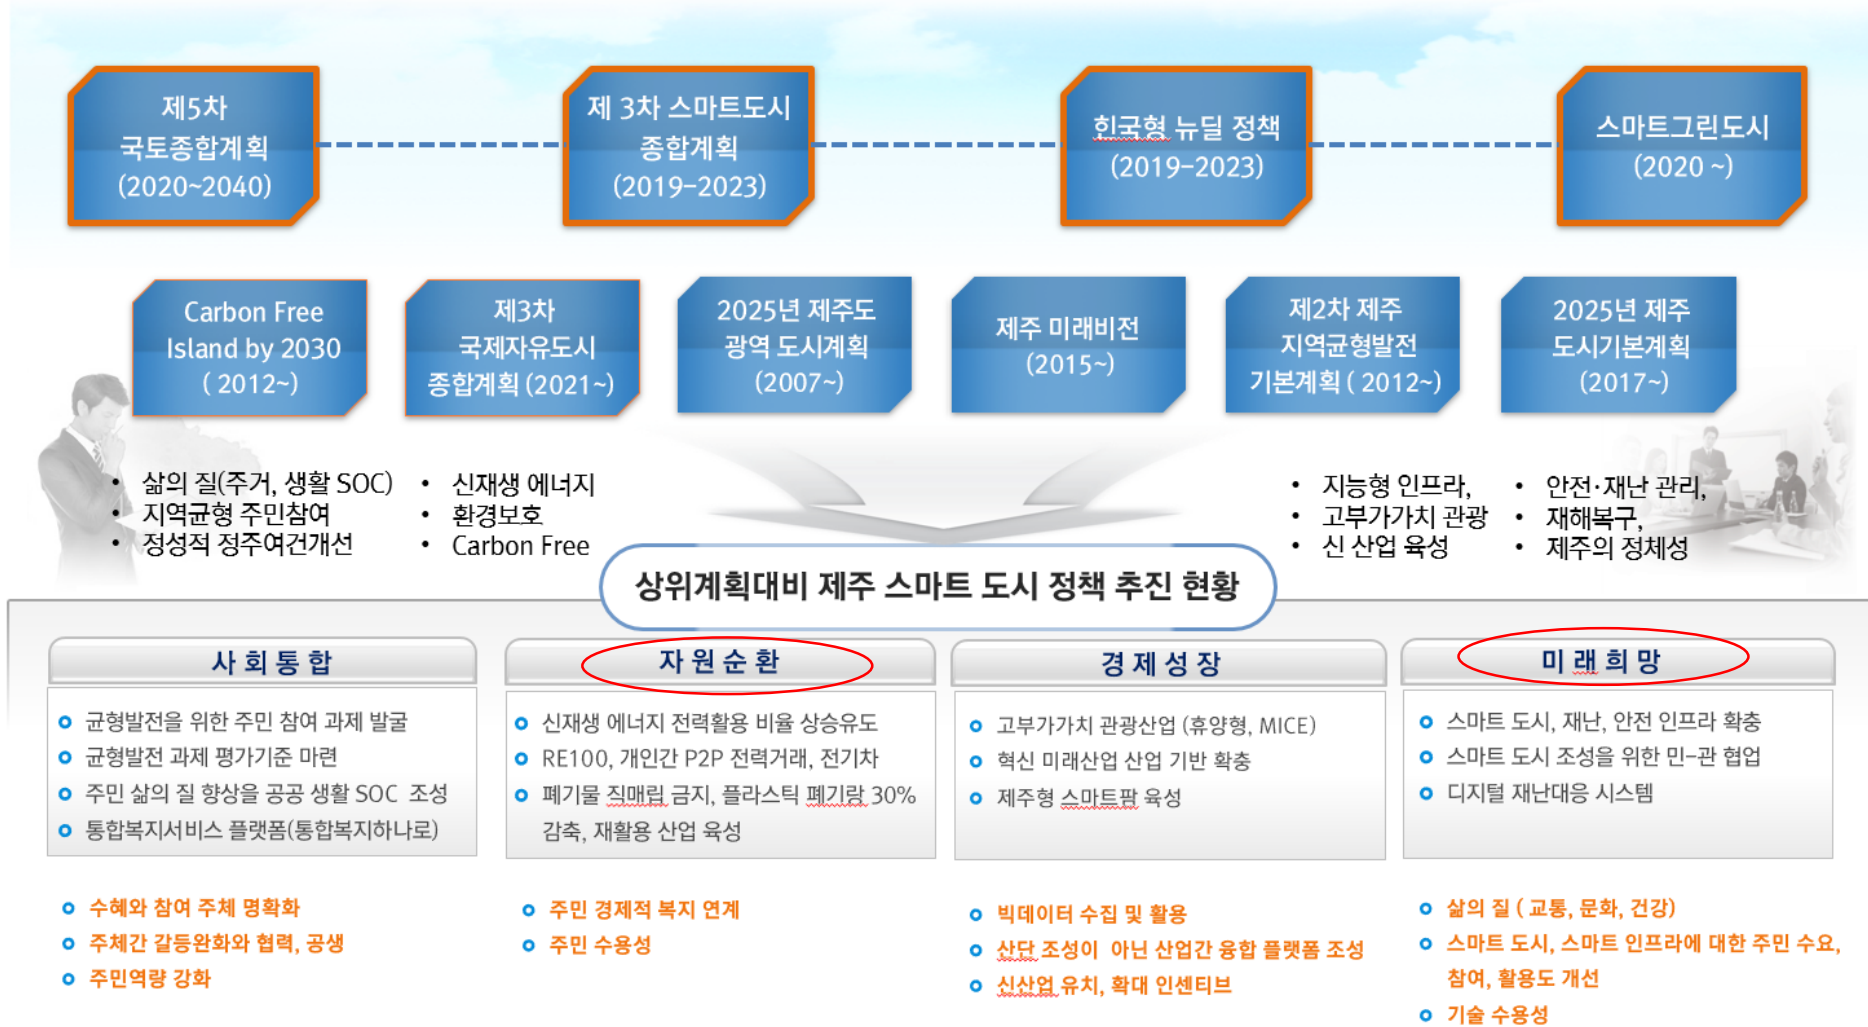 제5차
국토종합계획
(2020~2040)
제 3차 스마트도시
종합계획
(2019-2023)
힌국형 뉴딜 정책
(2019-2023)
스마트그린도시
(2020 ~)
Carbon Free
Island by 2030
( 2012~)
제3차
국제자유도시
종합계획 (2021~)
2025년 제주도
광역 도시계획
(2007~)
제주 미래비전
(2015~)
제2차 제주
지역균형발전
기본계획 ( 2012~)
2025년 제주
도시기본계획
(2017~)
• 삶의 질(주거, 생활 SOC)
• 지역균형 주민참여
• 정성적 정주여건개선
• 신재생 에너지
• 환경보호
• Carbon Free
• 지능형 인프라,
• 고부가가치 관광
• 신 산업 육성
• 안전·재난 관리,
• 재해복구,
• 제주의 정체성
상위계획대비 제주 스마트 도시 정책 추진 현황
사 회 통 합
균형발전을 위한 주민 참여 과제 발굴
균형발전 과제 평가기준 마련
주민 삶의 질 향상을 공공 생활 SOC 조성
통합복지서비스 플랫폼(통합복지하나로)
수혜와 참여 주체 명확화
주체간 갈등완화와 협력, 공생
주민역량 강화
자 원 순 환
신재생 에너지 전력활용 비율 상승유도
RE100, 개인간 P2P 전력거래, 전기차
폐기물 직매립 금지, 플라스틱 폐기량 30%
감축, 재활용 산업 육성
주민 경제적 복지 연계
주민 수용성
경 제 성 장
고부가가치 관광산업 (휴양형, MICE)
혁신 미래산업 산업 기반 확충
제주형 스마트팜 육성
빅데이터 수집 및 활용
산단 조성이 아닌 산업간 융합 플랫폼 조성
신산업 유치, 확대 인센티브
미 래 희 망
스마트 도시, 재난, 안전 인프라 확충
스마트 도시 조성을 위한 민-관 협업
디지털 재난대응 시스템
삶의 질 ( 교통, 문화, 건강)
스마트 도시, 스마트 인프라에 대한 주민 수요,
참여, 활용도 개선
기술 수용성